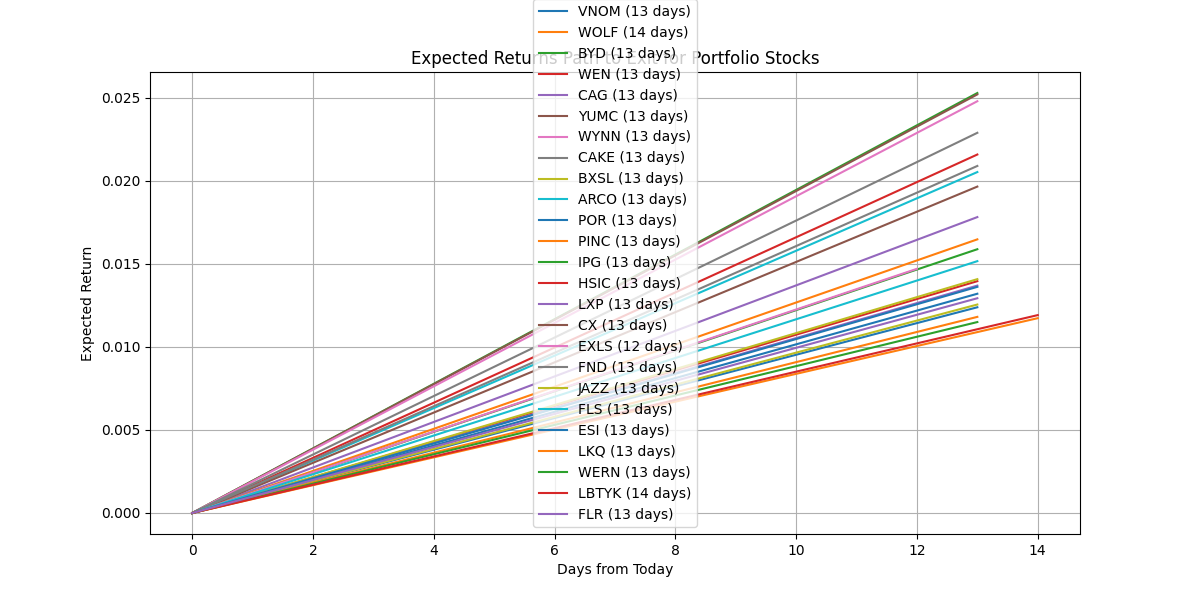 VNOM (13 days)
WOLF (14 days)
BYD (13 days)
Expected Returns Path to Exit for Portfolio Stocks
WEN (13 days)
CAG (13 days)
YUMC (13 days)
WYNN (13 days)
CAKE (13 days)
BXSL (13 days)
ARCO (13 days)
POR (13 days)
PINC (13 days)
IPG (13 days)
HSIC (13 days)
LXP (13 days)
CX (13 days)
EXLS (12 days)
FND (13 days)
JAZZ (13 days)
FLS (13 days)
ESI (13 days)
LKQ (13 days)
WERN (13 days)
LBTYK (14 days)
FLR (13 days)
Expected Return
0.025
0.020
0.015
0.010
0.005
0.000
0 2 4 6 8 10 12 14
Days from Today